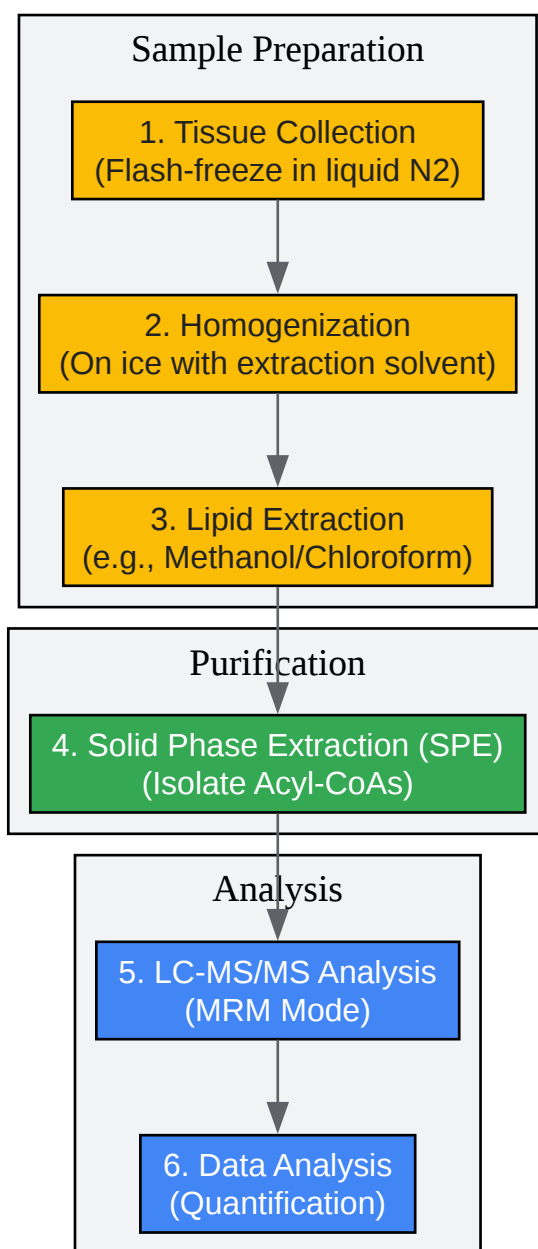 Sample Preparation
1. Tissue Collection
(Flash-freeze in liquid N2)
2. Homogenization
(On ice with extraction solvent)
3. Lipid Extraction
(e.g., Methanol/Chloroform)
Purification
4. Solid Phase Extraction (SPE)
(Isolate Acyl-CoAs)
Analysis
5. LC-MS/MS Analysis
(MRM Mode)
6. Data Analysis
(Quantification)